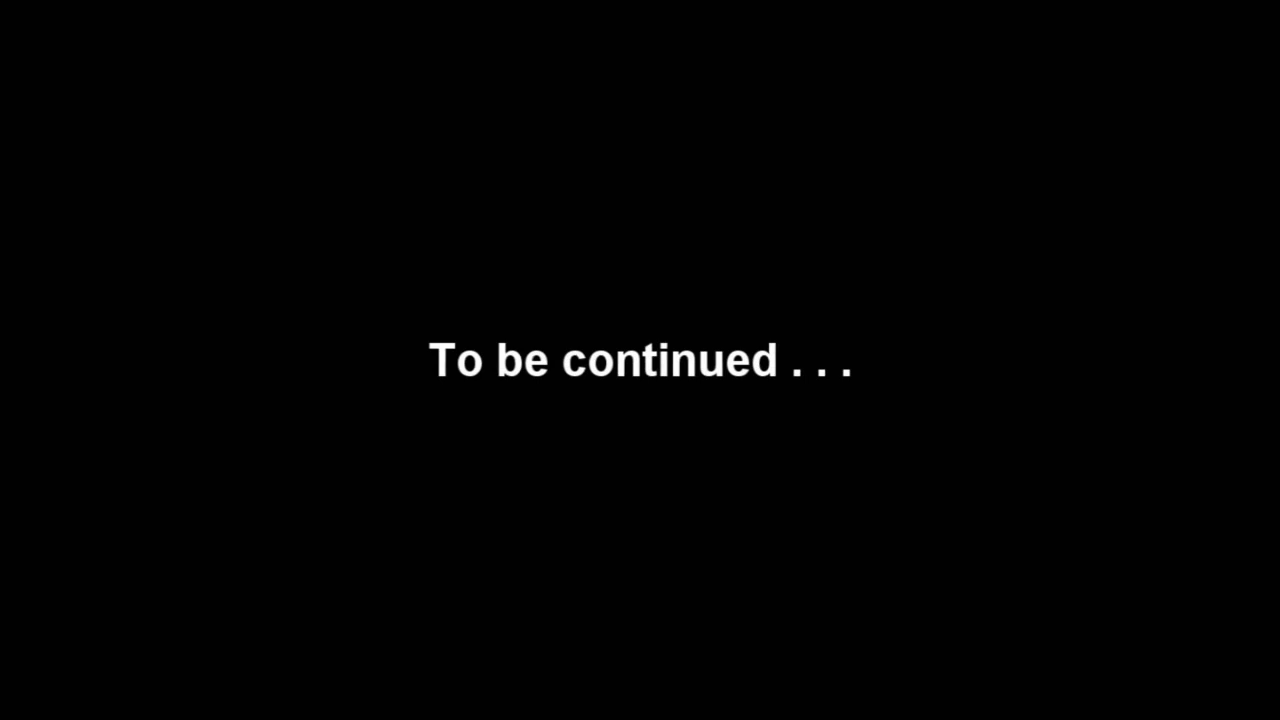 To be continued . . .